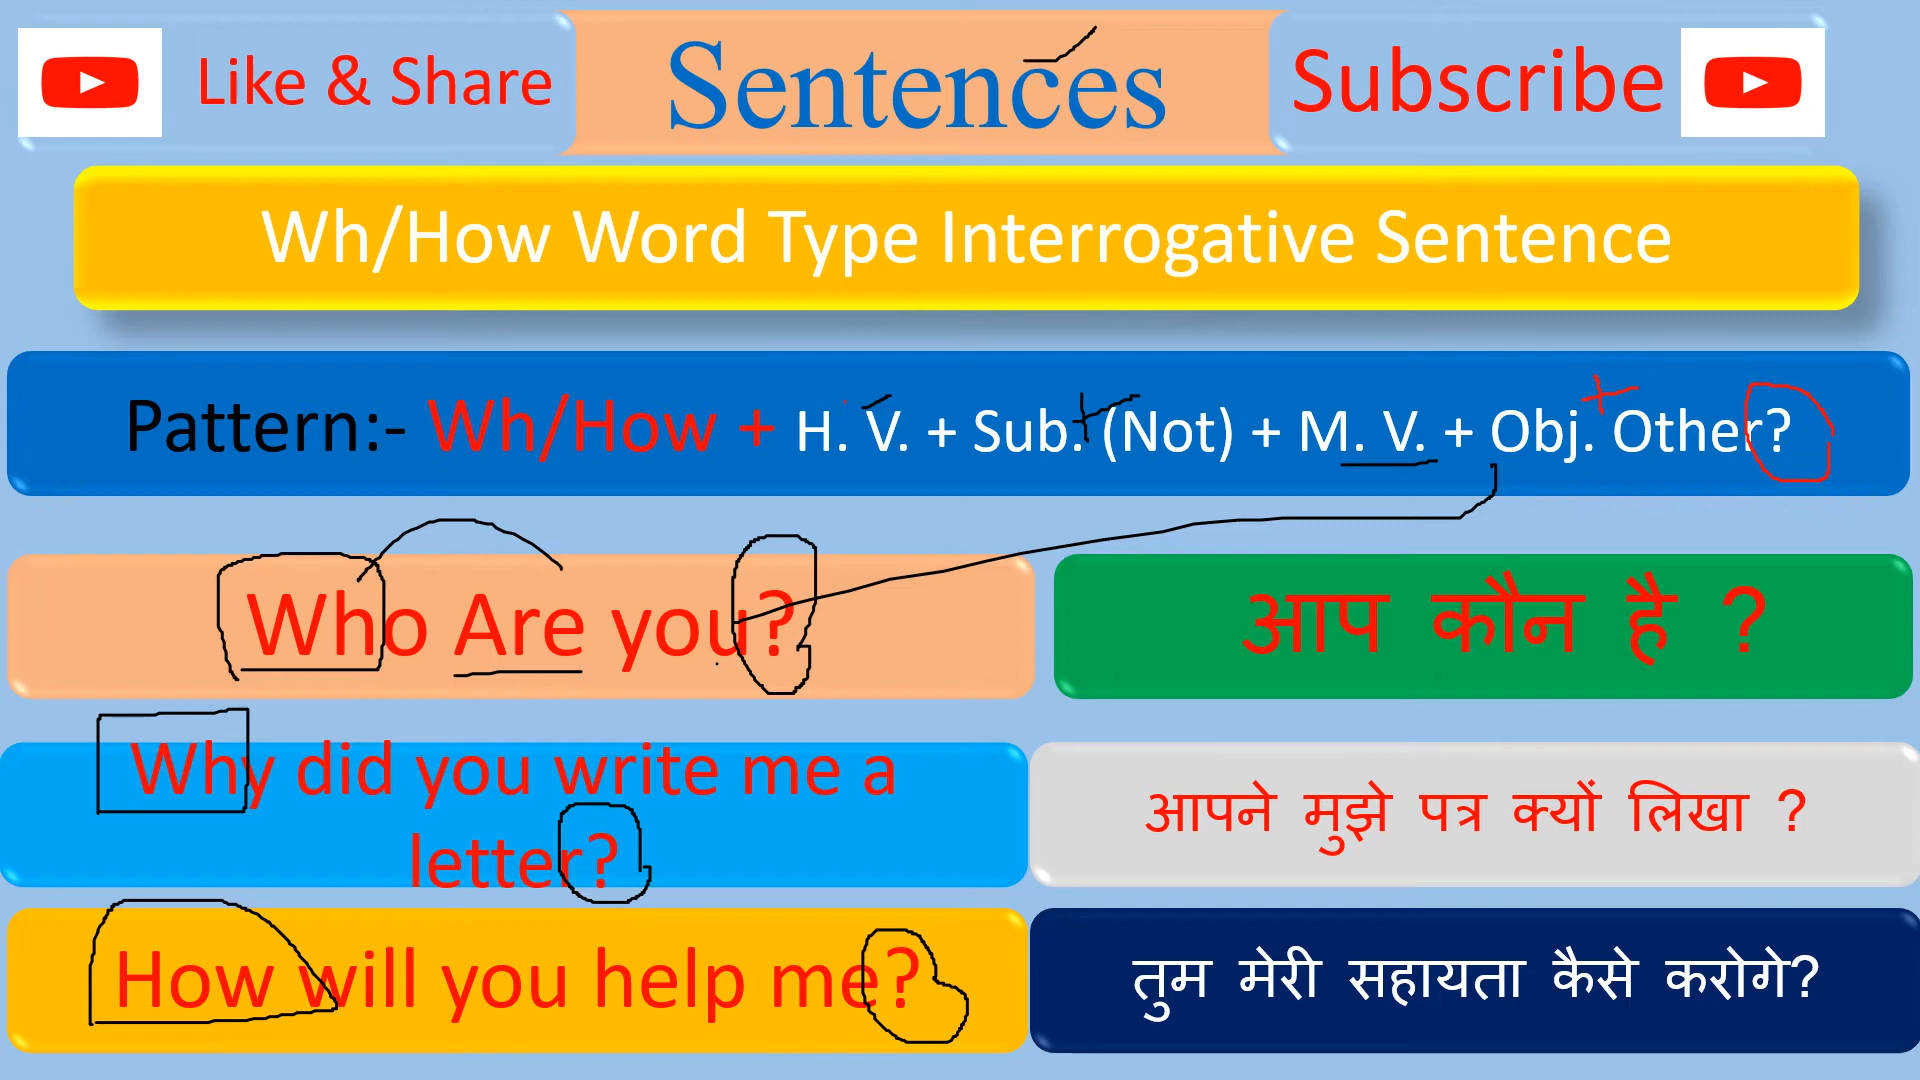 Like & Share
Sentences
Subscribe
Wh/How Word Type Interrogative Sentence
Pattern:- Wh/How + H. V. + Sub. (Not) + M. V. + Obj. Other?
Who Are you?
आप कौन है ?
Why did you write me a
letter?
आपने मुझे पत्र क्यों लिखा ?
How will you help me?
तुम मेरी सहायता कैसे करोगे?